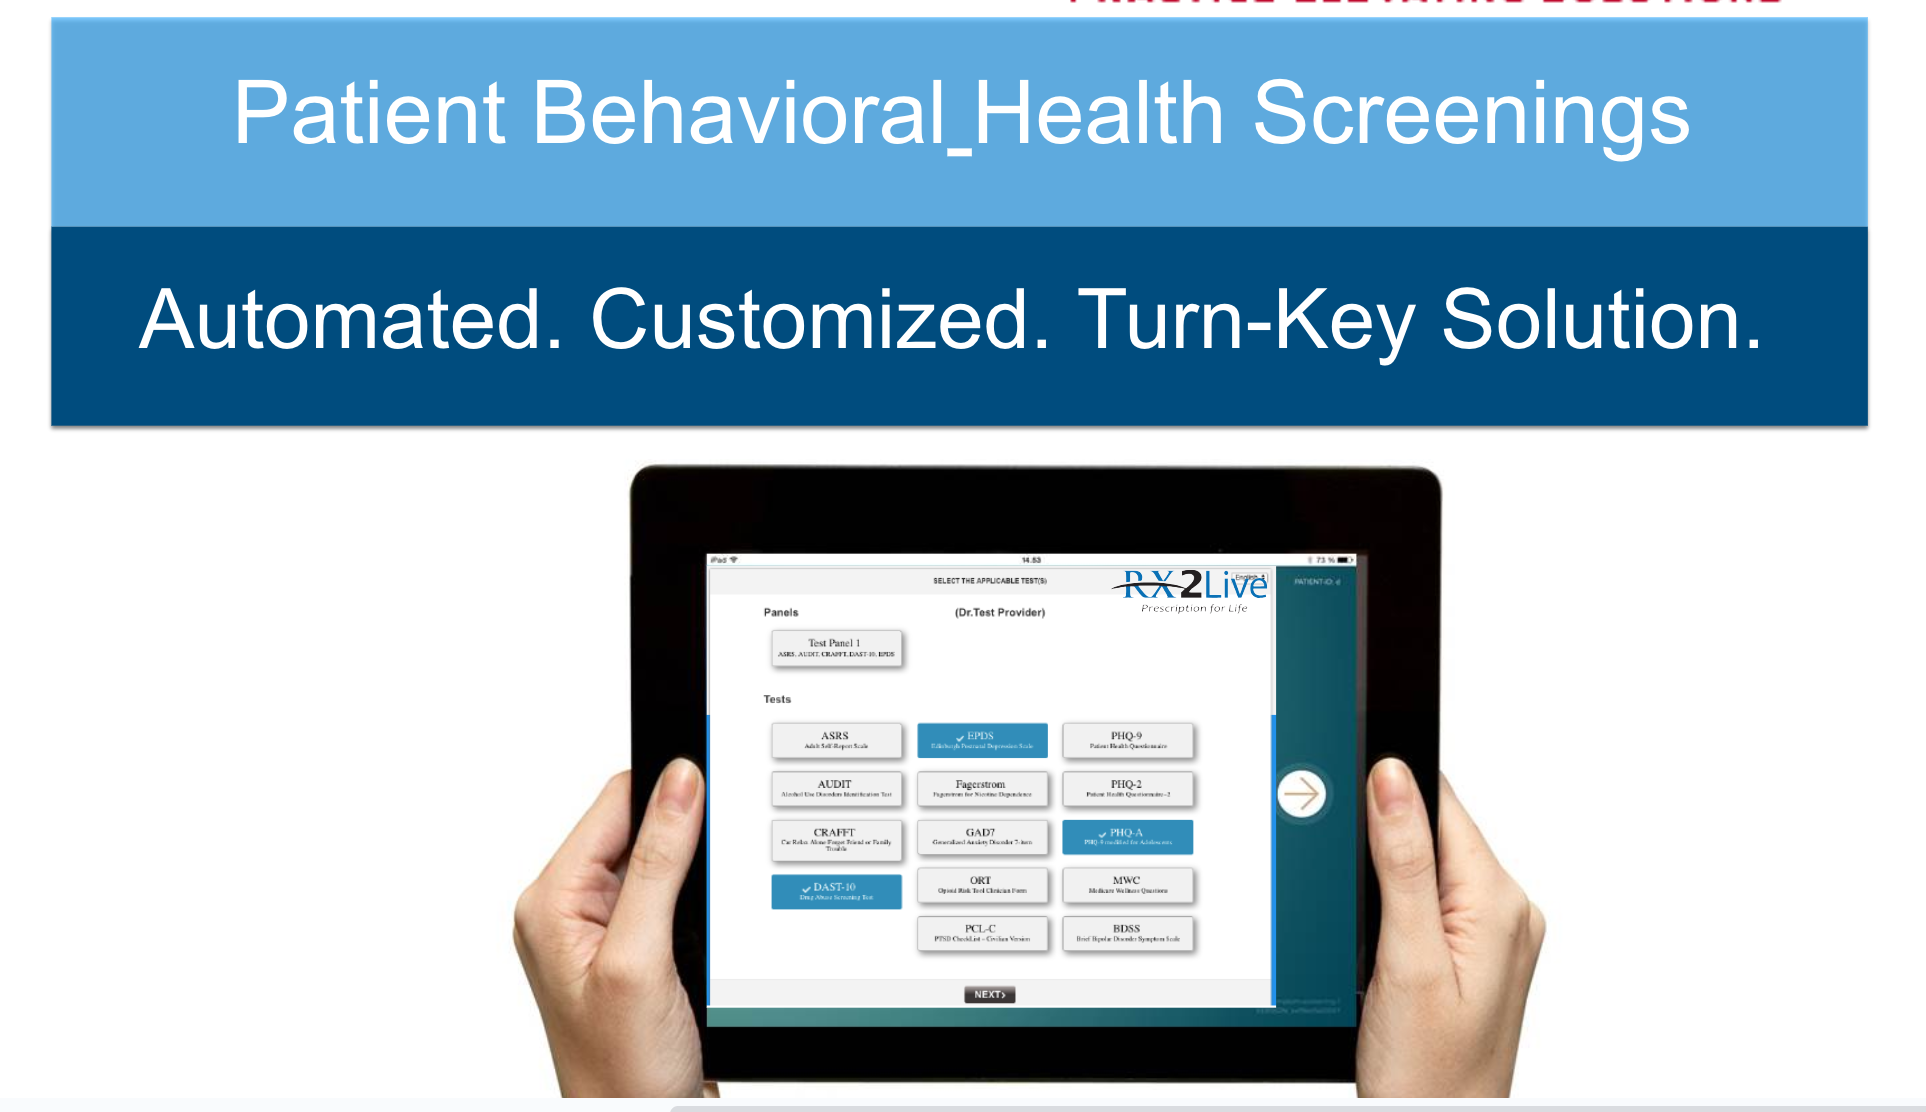 Patient Behavioral Health Screenings
Automated. Customized. Turn-Key Solution.
iPad
14.53
73 %
SELECT THE APPLICABLE TEST(S)
English
RX2Live
Prescription for Life
PATIENT-ID: d
Panels
(Dr.Test Provider)
Test Panel 1
ASRS, AUDIT, CRAFFT, DAST-10, EPDS
Tests
ASRS
Adult Self-Report Scale
EPDS
Edinburgh Postnatal Depression Scale
PHQ-9
Patient Health Questionnaire
AUDIT
Alcohol Use Disorders Identification Test
Fagerstrom
Fagerstrom for Nicotine Dependence
PHQ-2
Patient Health Questionnaire-2
CRAFFT
Car Relax Alone Forget Friend or Family
Trouble
GAD7
Generalized Anxiety Disorder 7-item
PHQ-A
PHQ-9 modified for Adolescents
DAST-10
Drug Abuse Screening Test
ORT
Opioid Risk Tool Clinician Form
MWC
Medicare Wellness Questions
PCL-C
PTSD CheckList – Civilian Version
BDSS
Brief Bipolar Disorder Symptom Scale
NEXT>